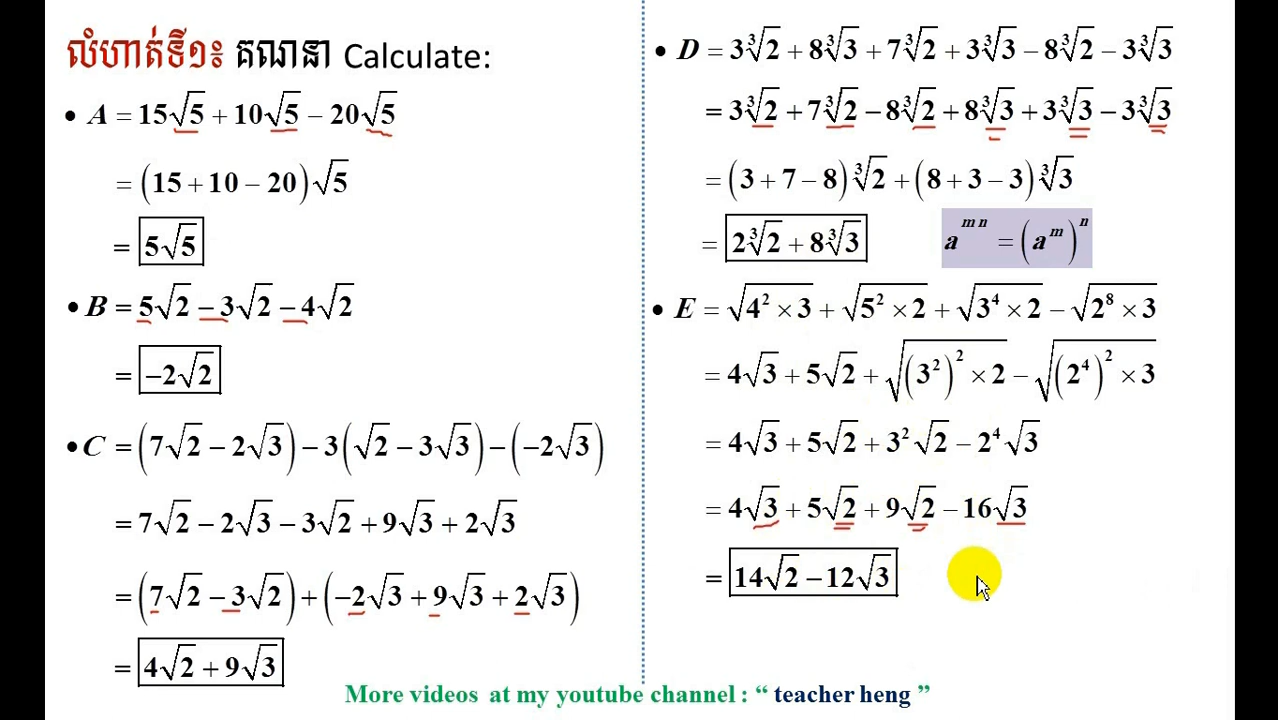 លំហាត់ទី១៖ គណនា Calculate:
• A = 15√5 + 10√5 − 20√5
= (15 + 10 − 20)√5
= 5√5
• B = 5√2 − 3√2 − 4√2
= −2√2
• C = (7√2 − 2√3) − 3(√2 − 3√3) − (−2√3)
= 7√2 − 2√3 − 3√2 + 9√3 + 2√3
= (7√2 − 3√2) + (−2√3 + 9√3 + 2√3)
= 4√2 + 9√3
• D = 3∛2 + 8∛3 + 7∛2 + 3∛3 − 8∛2 − 3∛3
= 3∛2 + 7∛2 − 8∛2 + 8∛3 + 3∛3 − 3∛3
= (3 + 7 − 8)∛2 + (8 + 3 − 3)∛3
= 2∛2 + 8∛3
a^{mn} = (a^m)^n
• E = √(4² × 3) + √(5² × 2) + √(3⁴ × 2) − √(2⁸ × 3)
= 4√3 + 5√2 + √((3²)² × 2) − √((2⁴)² × 3)
= 4√3 + 5√2 + 3²√2 − 2⁴√3
= 4√3 + 5√2 + 9√2 − 16√3
= 14√2 − 12√3
More videos at my youtube channel : “ teacher heng ”